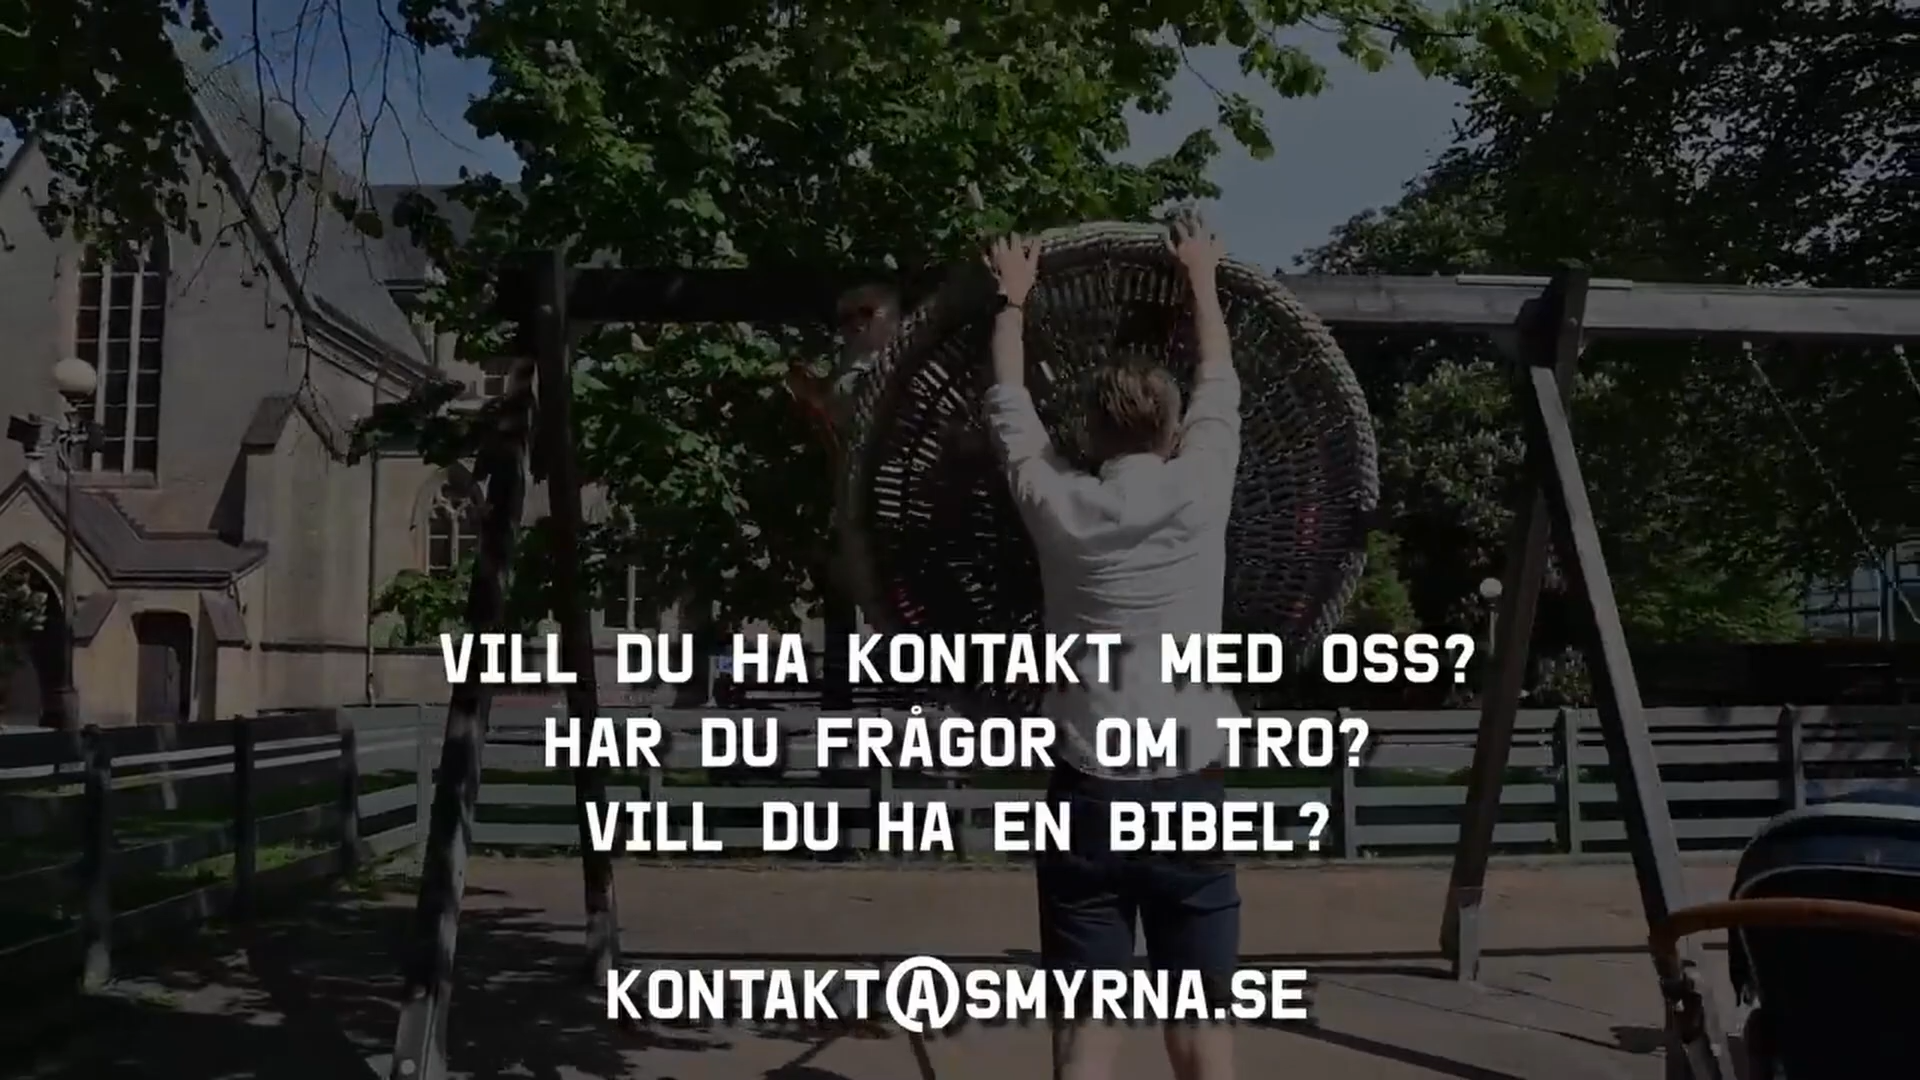 VILL DU HA KONTAKT MED OSS?
HAR DU FRÅGOR OM TRO?
VILL DU HA EN BIBEL?
KONTAKT@SMYRNA.SE